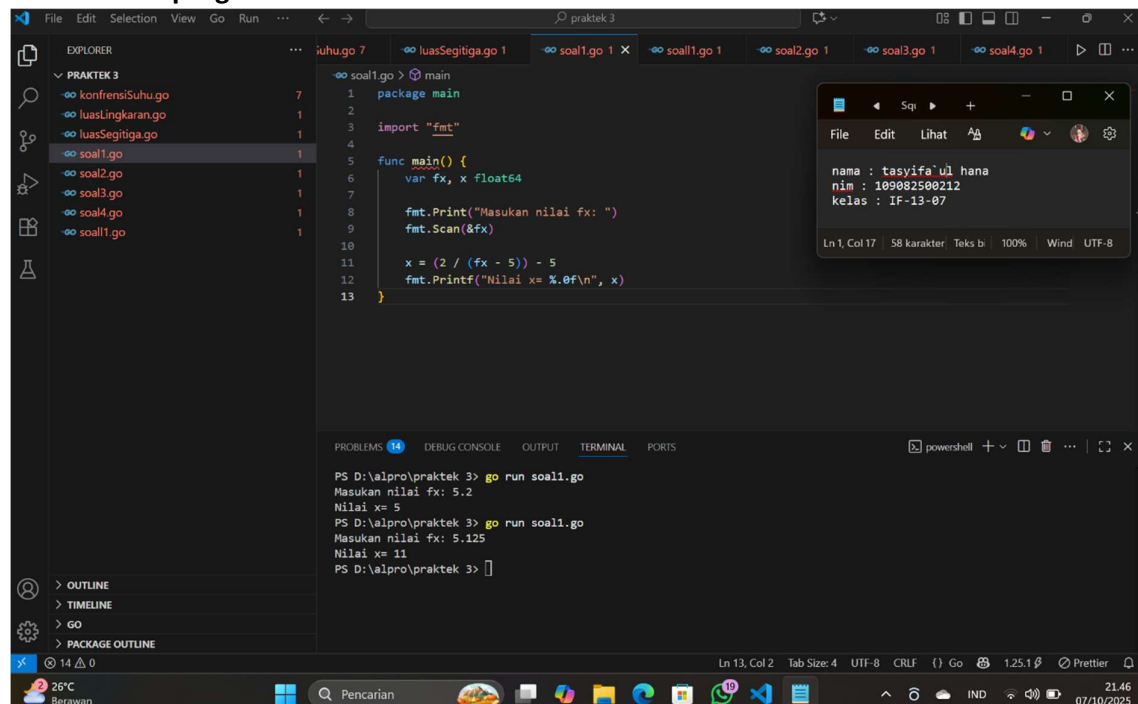 File Edit Selection View Go Run ··· praktek 3
EXPLORER ···
PRAKTEK 3
konfrensiSuhu.go 7
luasLingkaran.go 1
luasSegitiga.go 1
soal1.go 1
soal2.go 1
soal3.go 1
soal4.go 1
soall1.go 1
OUTLINE
TIMELINE
GO
PACKAGE OUTLINE
iuhu.go 7 luasSegitiga.go 1 soal1.go 1 soall1.go 1 soal2.go 1 soal3.go 1 soal4.go 1
soal1.go > main
1 package main
2
3 import "fmt"
4
5 func main() {
6 var fx, x float64
7
8 fmt.Print("Masukan nilai fx: ")
9 fmt.Scan(&fx)
10
11 x = (2 / (fx - 5)) - 5
12 fmt.Printf("Nilai x= %.0f\n", x)
13 }
Squ
File Edit Lihat
nama : tasyifa`ul hana
nim : 109082500212
kelas : IF-13-07
Ln 1, Col 17 58 karakter Teks bi 100% Wind UTF-8
PROBLEMS 14 DEBUG CONSOLE OUTPUT TERMINAL PORTS powershell
PS D:\alpro\praktek 3> go run soal1.go
Masukan nilai fx: 5.2
Nilai x= 5
PS D:\alpro\praktek 3> go run soal1.go
Masukan nilai fx: 5.125
Nilai x= 11
PS D:\alpro\praktek 3>
14 0 Ln 13, Col 2 Tab Size: 4 UTF-8 CRLF {} Go 1.25.1 Prettier
2 26°C
Berawan
Pencarian
19
IND
21.46
07/10/2025